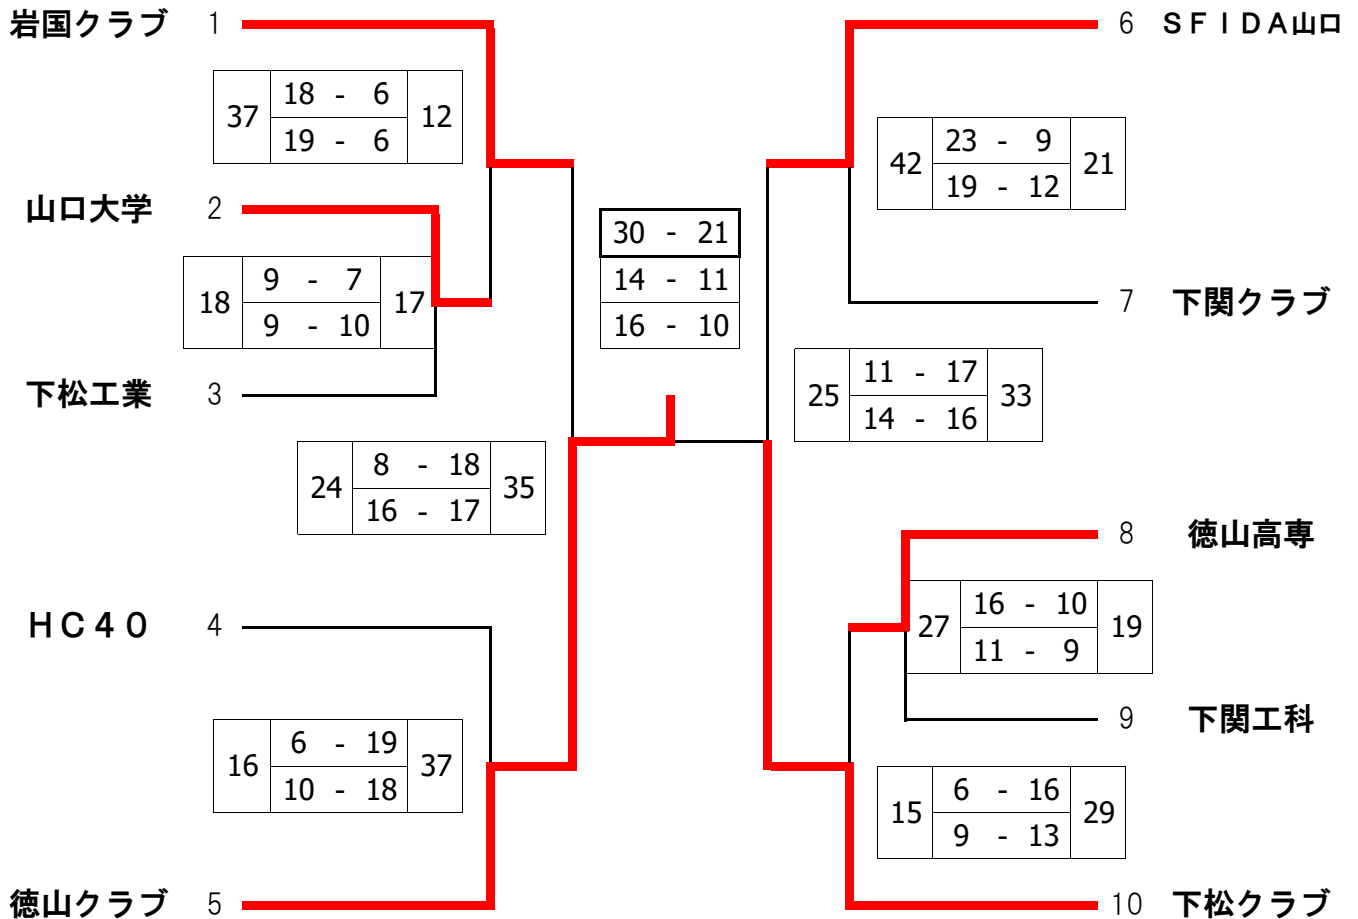 岩国クラブ 1
37 18 - 6 12
19 - 6
山口大学 2
18 9 - 7 17
9 - 10
下松工業 3
24 8 - 18 35
16 - 17
ＨＣ４０ 4
16 6 - 19 37
10 - 18
徳山クラブ 5
30 - 21
14 - 11
16 - 10
6 ＳＦＩＤＡ山口
42 23 - 9 21
19 - 12
7 下関クラブ
25 11 - 17 33
14 - 16
8 徳山高専
27 16 - 10 19
11 - 9
9 下関工科
15 6 - 16 29
9 - 13
10 下松クラブ